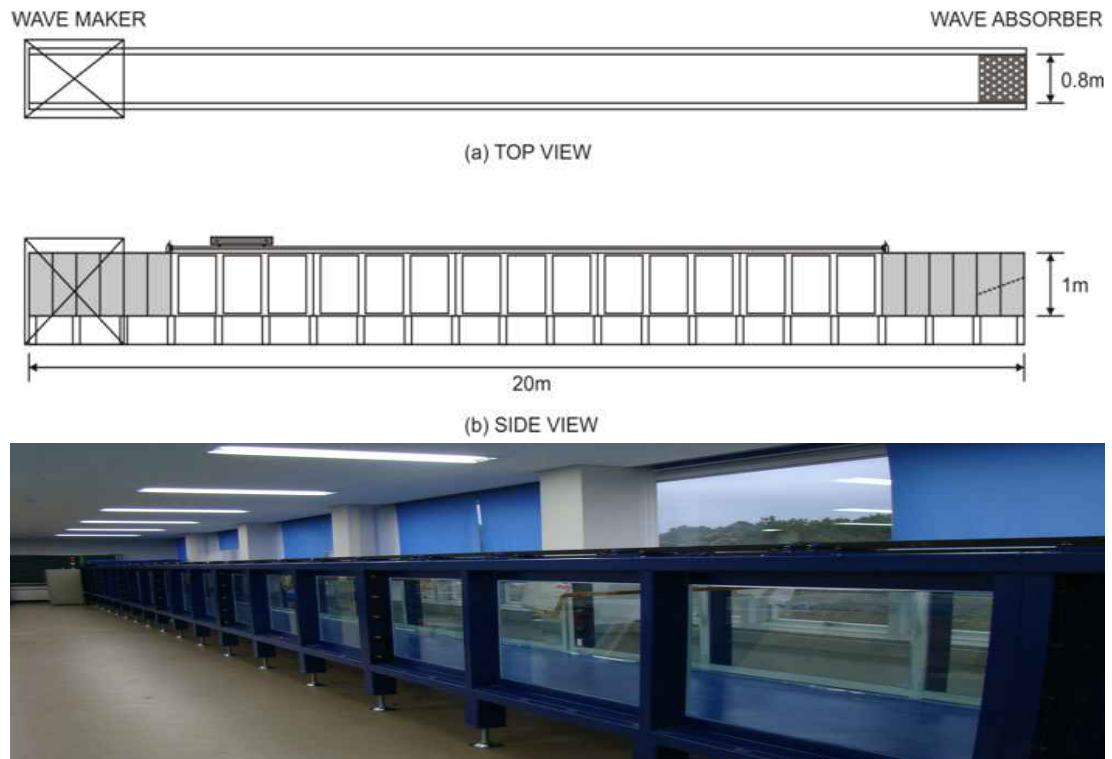 WAVE MAKER
WAVE ABSORBER
0.8m
(a) TOP VIEW
1m
20m
(b) SIDE VIEW